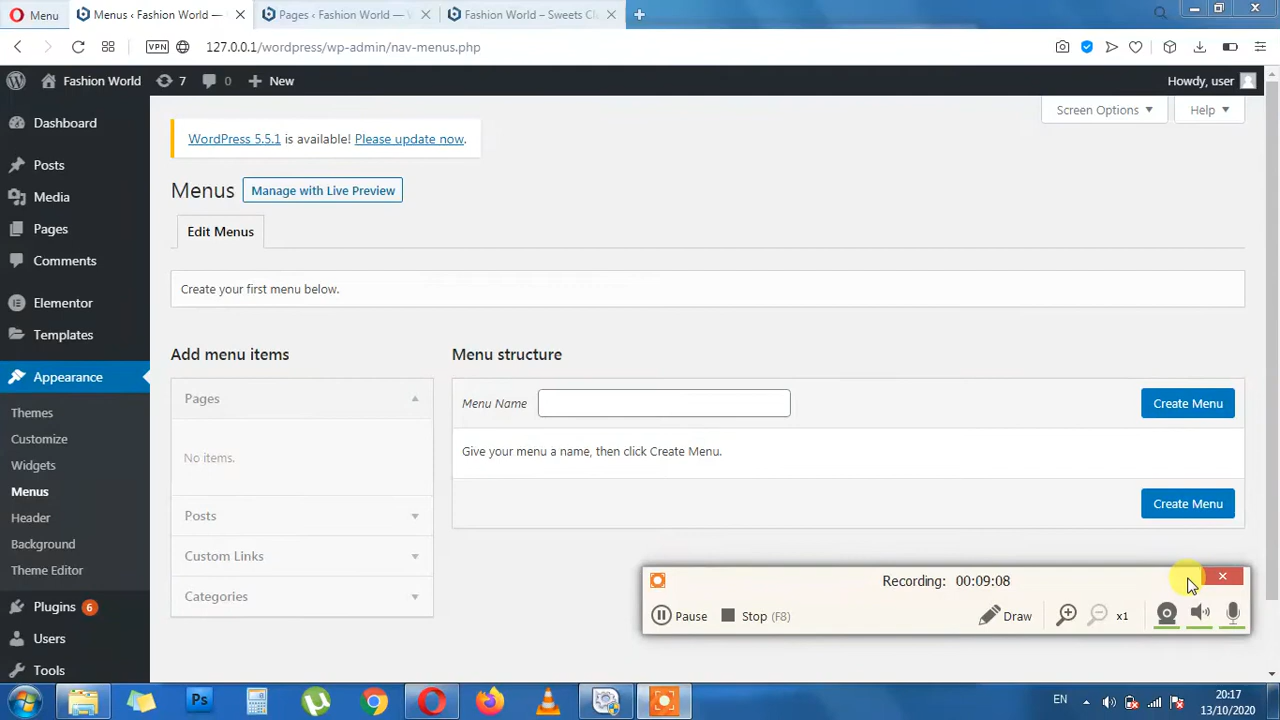 Menu
Menus ‹ Fashion World — W
Pages ‹ Fashion World — W
Fashion World – Sweets Cl
VPN
127.0.0.1/wordpress/wp-admin/nav-menus.php
Fashion World
7
0
New
Howdy, user
Screen Options
Help
WordPress 5.5.1 is available! Please update now.
Menus
Manage with Live Preview
Edit Menus
Create your first menu below.
Add menu items
Menu structure
Pages
No items.
Posts
Custom Links
Categories
Menu Name
Create Menu
Give your menu a name, then click Create Menu.
Create Menu
Dashboard
Posts
Media
Pages
Comments
Elementor
Templates
Appearance
Themes
Customize
Widgets
Menus
Header
Background
Theme Editor
Plugins 6
Users
Tools
Recording: 00:09:08
Pause
Stop (F8)
Draw
x1
Ps
EN
20:17
13/10/2020